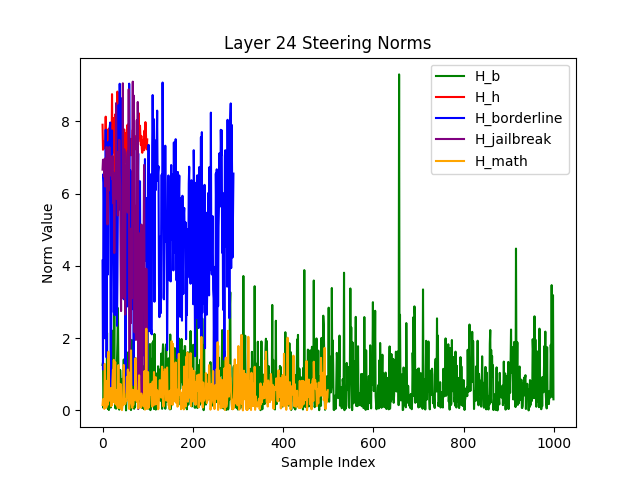 Layer 24 Steering Norms
H_b
H_h
H_borderline
H_jailbreak
H_math
Norm Value
8
6
4
2
0
0 200 400 600 800 1000
Sample Index